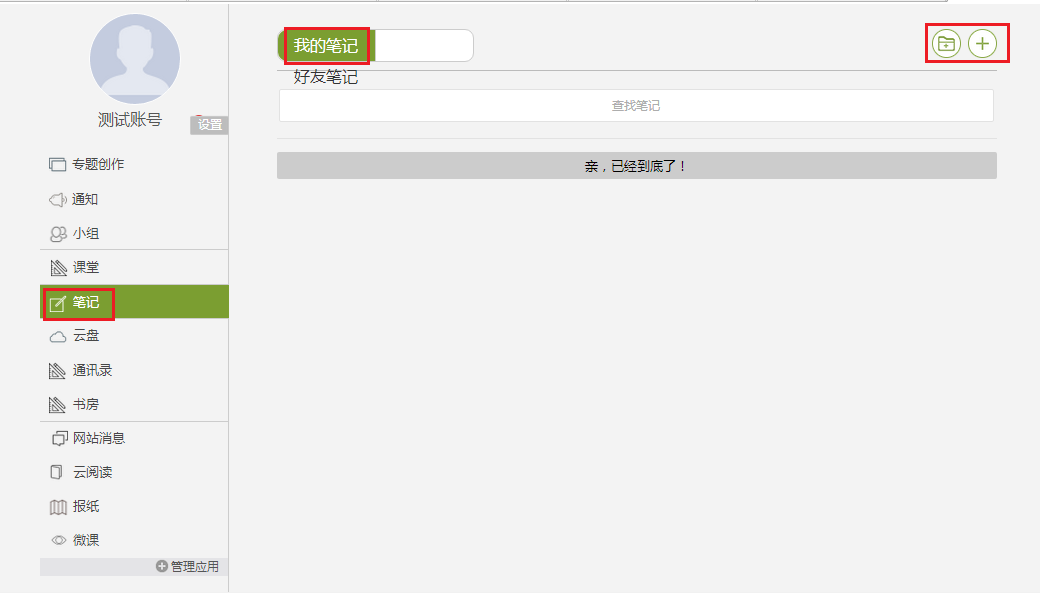 测试账号
设置
专题创作
通知
小组
课堂
笔记
云盘
通讯录
书房
网站消息
云阅读
报纸
微课
管理应用
我的笔记
好友笔记
查找笔记
亲，已经到底了！